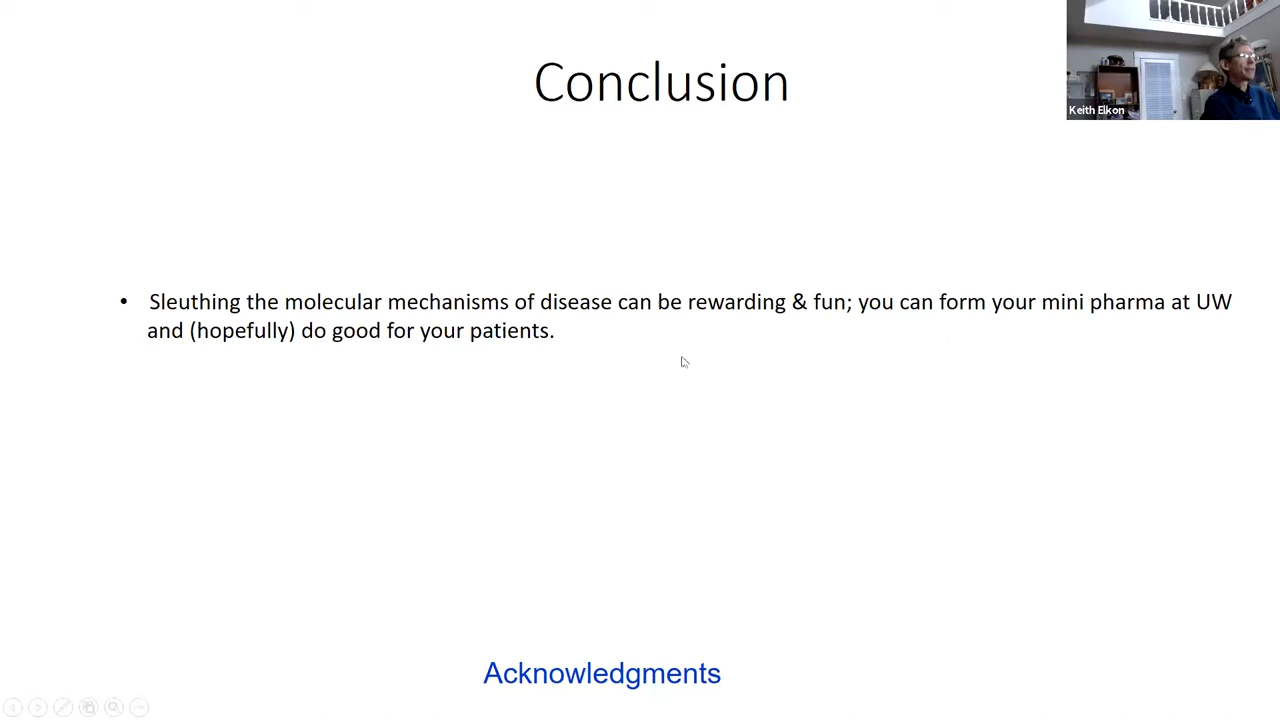 Conclusion
Keith Elkon
• Sleuthing the molecular mechanisms of disease can be rewarding & fun; you can form your mini pharma at UW
and (hopefully) do good for your patients.
Acknowledgments